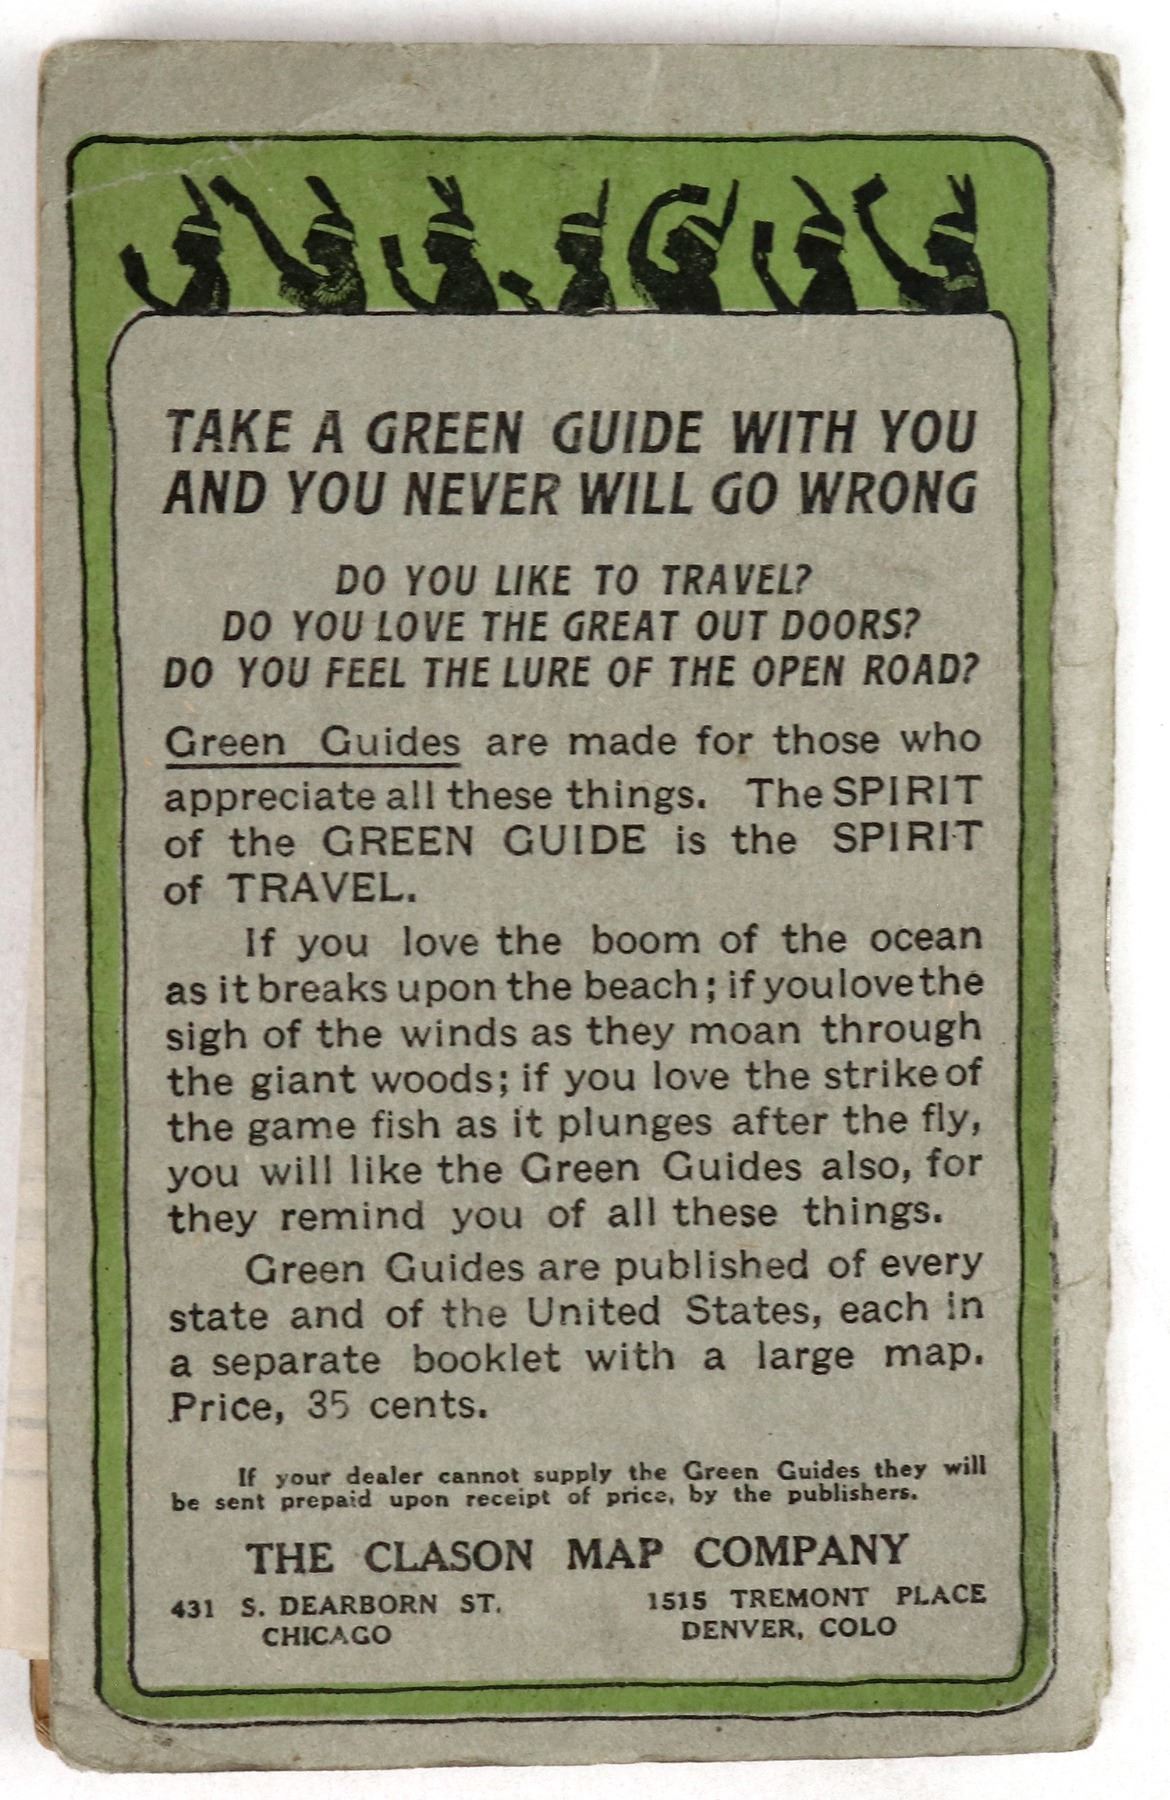 TAKE A GREEN GUIDE WITH YOU
AND YOU NEVER WILL GO WRONG
DO YOU LIKE TO TRAVEL?
DO YOU LOVE THE GREAT OUT DOORS?
DO YOU FEEL THE LURE OF THE OPEN ROAD?
Green Guides are made for those who
appreciate all these things. The SPIRIT
of the GREEN GUIDE is the SPIRIT
of TRAVEL.
If you love the boom of the ocean
as it breaks upon the beach; if you love the
sigh of the winds as they moan through
the giant woods; if you love the strike of
the game fish as it plunges after the fly,
you will like the Green Guides also, for
they remind you of all these things.
Green Guides are published of every
state and of the United States, each in
a separate booklet with a large map.
Price, 35 cents.
If your dealer cannot supply the Green Guides they will
be sent prepaid upon receipt of price, by the publishers.
THE CLASON MAP COMPANY
431 S. DEARBORN ST. 1515 TREMONT PLACE
CHICAGO DENVER, COLO